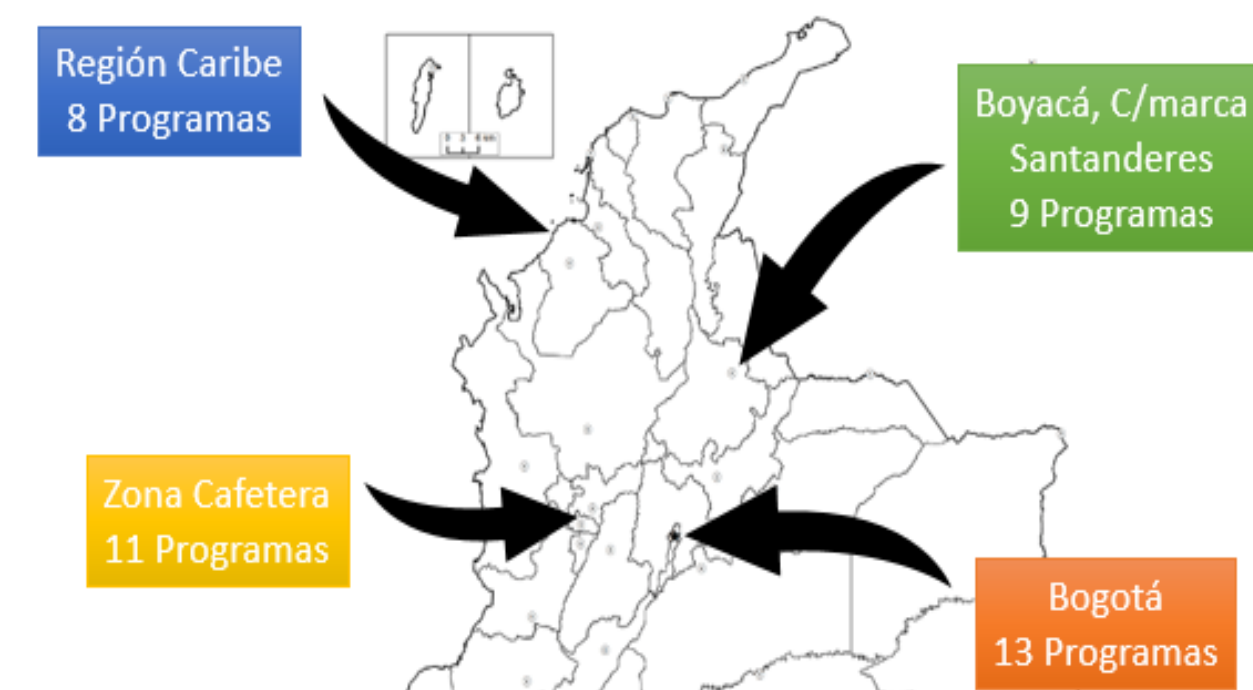 Región Caribe
8 Programas
Boyacá, C/marca
Santanderes
9 Programas
Zona Cafetera
11 Programas
Bogotá
13 Programas